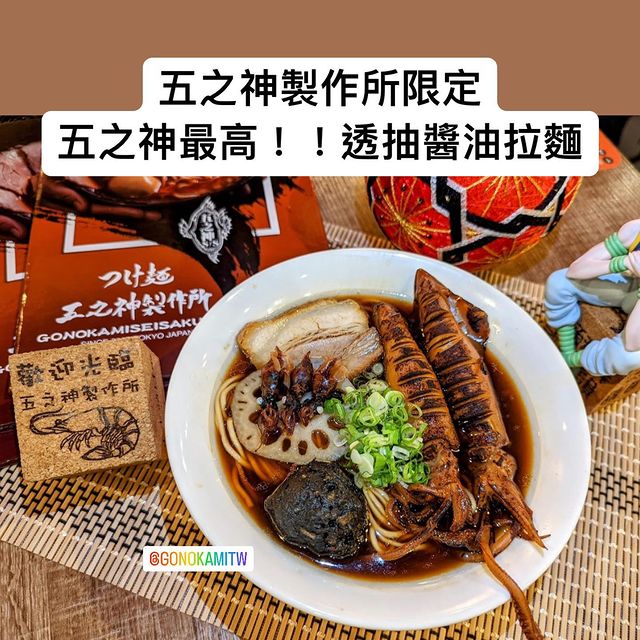 五之神製作所限定
五之神最高！！透抽醬油拉麵
つけ麺
五之神製作所
GONOKAMISEISAKU
歡迎光臨
五之神製作所
@GONOKAMITW